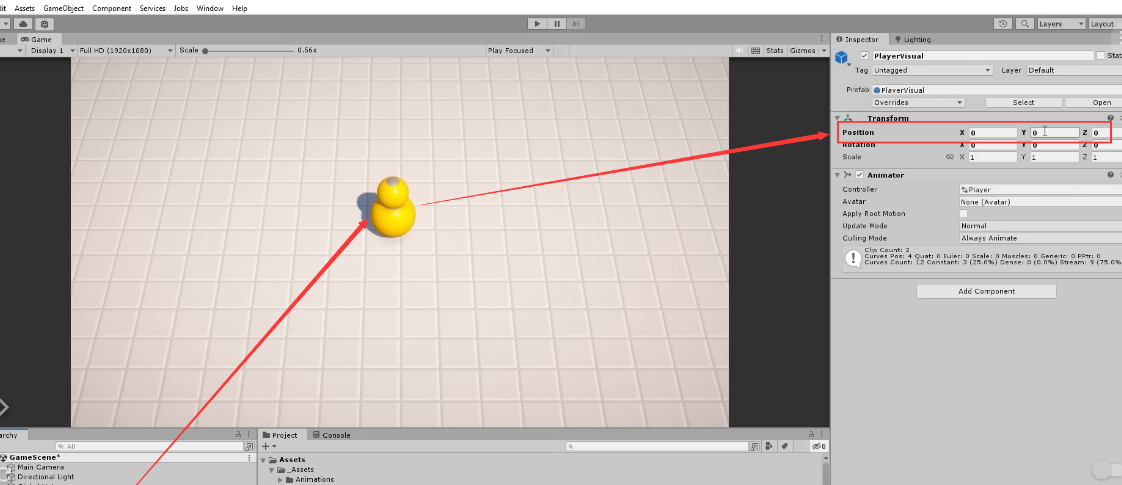 dit Assets GameObject Component Services Jobs Window Help
Layers Layout
Game
Display 1 Full HD (1920x1080) Scale 0.56x Play Focused Stats Gizmos
Inspector Lighting
PlayerVisual Stat
Tag Untagged Layer Default
Prefab PlayerVisual
Overrides Select Open
Transform
Position X 0 Y 0 Z 0
Rotation X 0 Y 0 Z 0
Scale X 1 Y 1 Z 1
Animator
Controller Player
Avatar None (Avatar)
Apply Root Motion
Update Mode Normal
Culling Mode Always Animate
Clip Count: 2
Curves Pos: 4 Quat: 0 Euler: 0 Scale: 0 Muscles: 0 Generic: 0 PPtr: 0
Curves Count: 12 Constant: 3 (25.0%) Dense: 0 (0.0%) Stream: 9 (75.0%
Add Component
archy
All
GameScene*
Main Camera
Directional Light
Project Console
8
Assets
_Assets
Animations